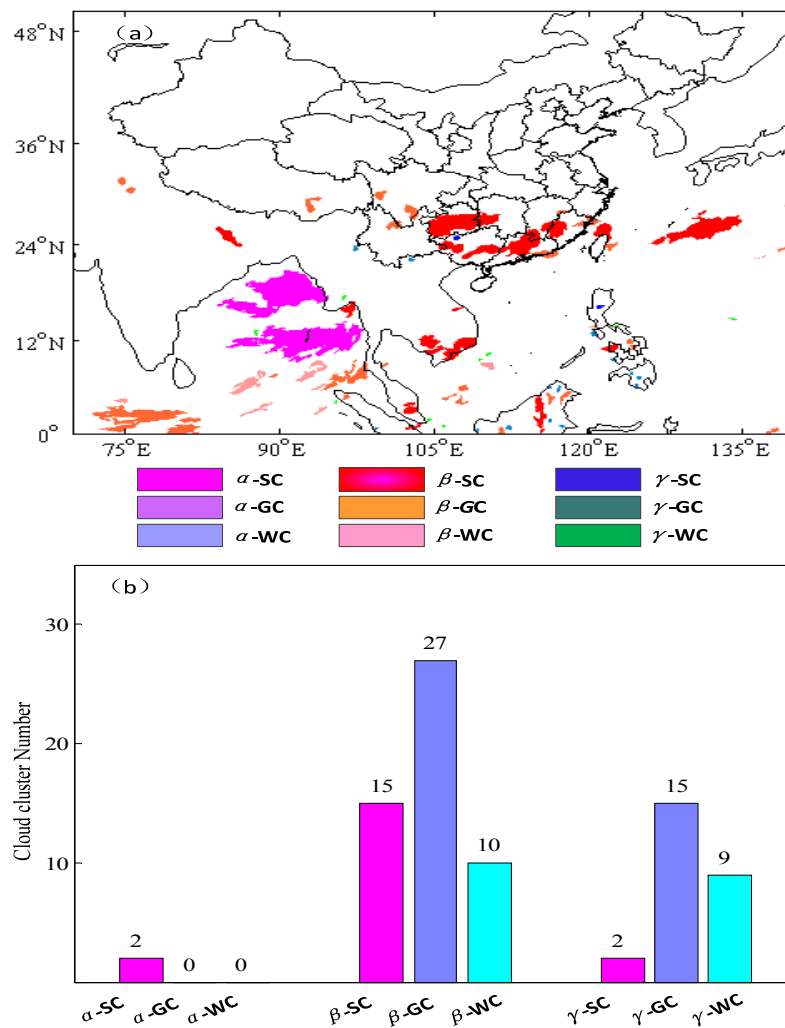 (a)
48°N
36°N
24°N
12°N
0°
75°E 90°E 105°E 120°E 135°E
α-SC β-SC γ-SC
α-GC β-GC γ-GC
α-WC β-WC γ-WC
(b)
Cloud cluster Number
30
20
10
2 0 0 15 27 10 2 15 9
α-SC α-GC α-WC β-SC β-GC β-WC γ-SC γ-GC γ-WC